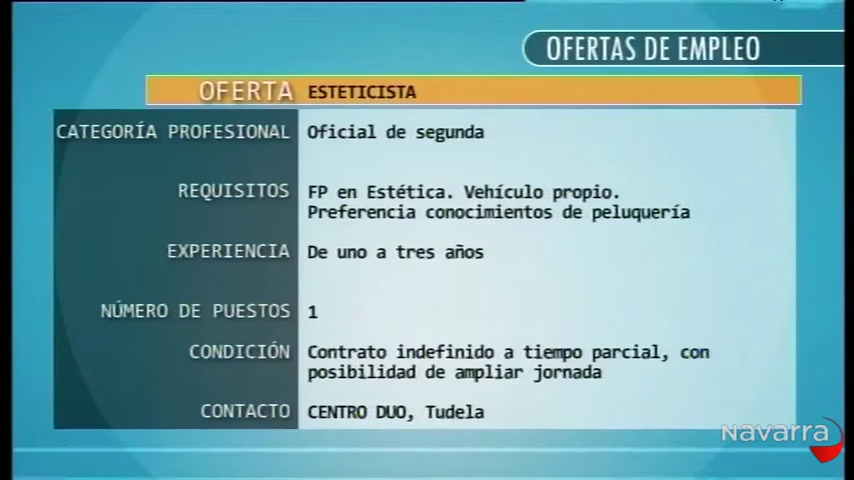 OFERTAS DE EMPLEO
OFERTA ESTETICISTA
CATEGORÍA PROFESIONAL Oficial de segunda
REQUISITOS FP en Estética. Vehículo propio.
Preferencia conocimientos de peluquería
EXPERIENCIA De uno a tres años
NÚMERO DE PUESTOS 1
CONDICIÓN Contrato indefinido a tiempo parcial, con
posibilidad de ampliar jornada
CONTACTO CENTRO DUO, Tudela
Navarra